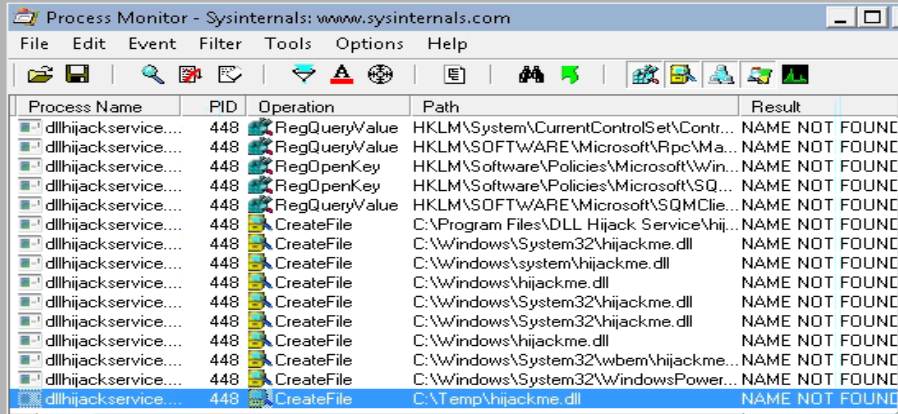 Process Monitor - Sysinternals: www.sysinternals.com
File Edit Event Filter Tools Options Help
Process Name PID Operation Path Result
dllhijackservice.... 448 RegQueryValue HKLM\System\CurrentControlSet\Contr... NAME NOT FOUND
dllhijackservice.... 448 RegQueryValue HKLM\SOFTWARE\Microsoft\Rpc\Ma... NAME NOT FOUND
dllhijackservice.... 448 RegOpenKey HKLM\Software\Policies\Microsoft\Win... NAME NOT FOUND
dllhijackservice.... 448 RegOpenKey HKLM\Software\Policies\Microsoft\SQ... NAME NOT FOUND
dllhijackservice.... 448 RegQueryValue HKLM\SOFTWARE\Microsoft\SQMClie... NAME NOT FOUND
dllhijackservice.... 448 CreateFile C:\Program Files\DLL Hijack Service\hij... NAME NOT FOUND
dllhijackservice.... 448 CreateFile C:\Windows\System32\hijackme.dll NAME NOT FOUND
dllhijackservice.... 448 CreateFile C:\Windows\system\hijackme.dll NAME NOT FOUND
dllhijackservice.... 448 CreateFile C:\Windows\hijackme.dll NAME NOT FOUND
dllhijackservice.... 448 CreateFile C:\Windows\System32\hijackme.dll NAME NOT FOUND
dllhijackservice.... 448 CreateFile C:\Windows\System32\hijackme.dll NAME NOT FOUND
dllhijackservice.... 448 CreateFile C:\Windows\hijackme.dll NAME NOT FOUND
dllhijackservice.... 448 CreateFile C:\Windows\System32\wbem\hijackme... NAME NOT FOUND
dllhijackservice.... 448 CreateFile C:\Windows\System32\WindowsPower... NAME NOT FOUND
dllhijackservice.... 448 CreateFile C:\Temp\hijackme.dll NAME NOT FOUND